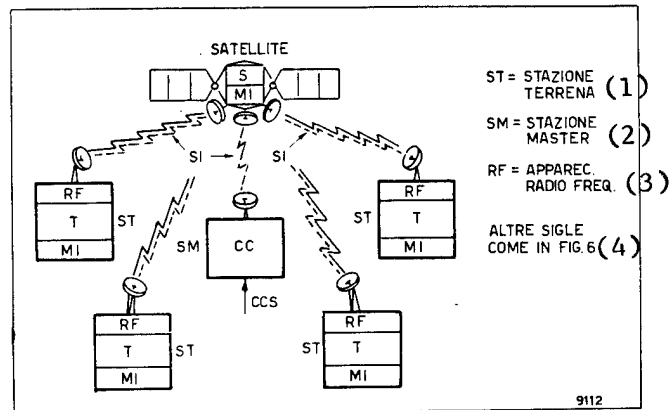 SATELLITE
S
MI
SI
SI
RF
T
MI
ST
SM
CC
CCS
RF
T
MI
ST
RF
T
MI
ST
ST
RF
T
MI
ST = STAZIONE
TERRENA (1)
SM = STAZIONE
MASTER (2)
RF = APPAREC.
RADIO FREQ. (3)
ALTRE SIGLE
COME IN FIG. 6 (4)
9112